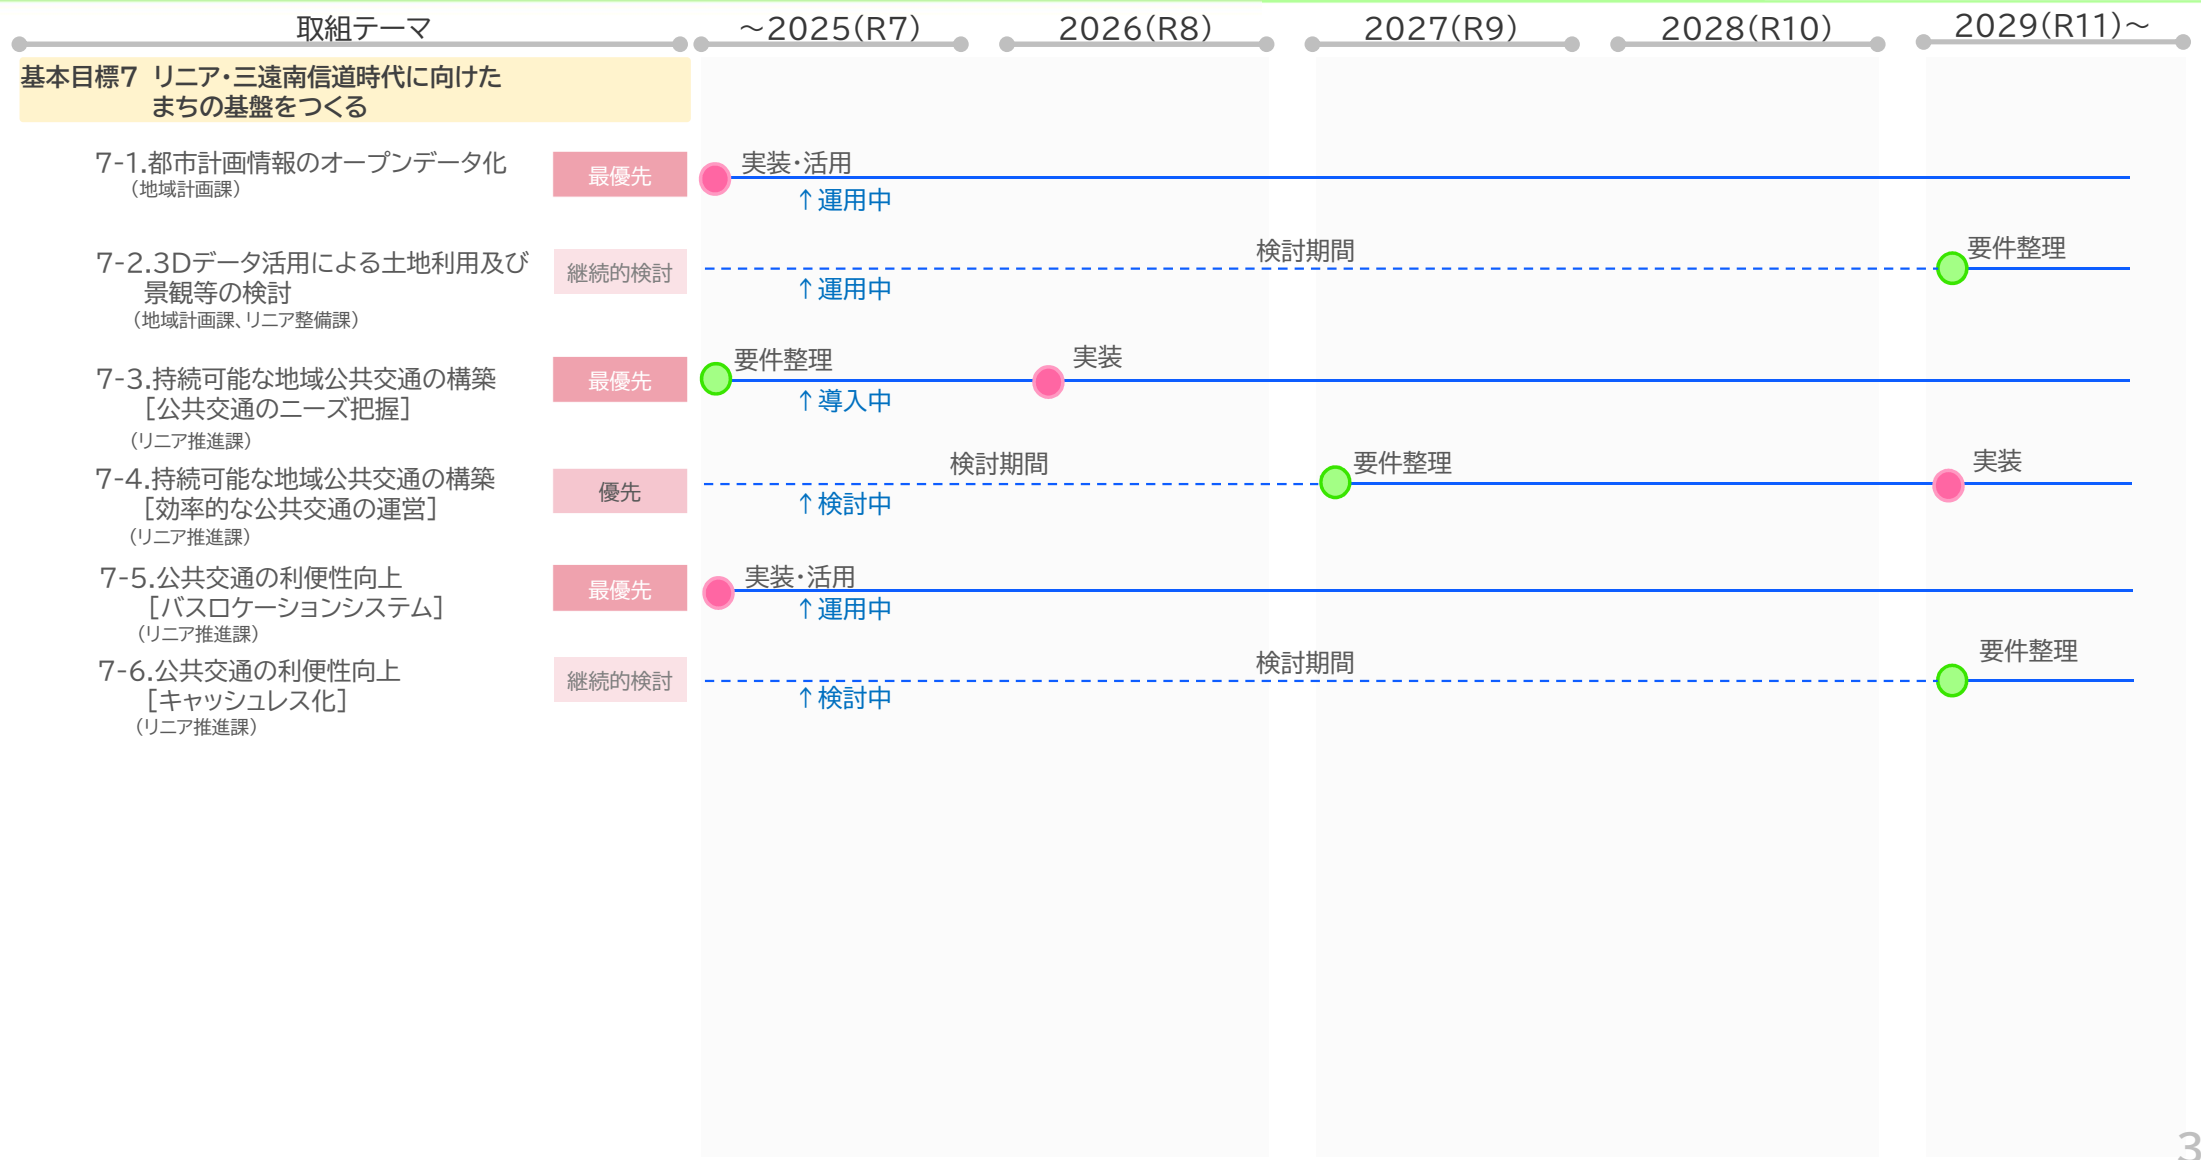 取組テーマ
～2025(R7)
2026(R8)
2027(R9)
2028(R10)
2029(R11)～
基本目標7 リニア・三遠南信道時代に向けた
まちの基盤をつくる
7-1.都市計画情報のオープンデータ化
（地域計画課）
最優先
実装・活用
↑運用中
7-2.3Dデータ活用による土地利用及び
景観等の検討
（地域計画課、リニア整備課）
継続的検討
検討期間
↑運用中
要件整理
7-3.持続可能な地域公共交通の構築
［公共交通のニーズ把握］
（リニア推進課）
最優先
要件整理
↑導入中
実装
7-4.持続可能な地域公共交通の構築
［効率的な公共交通の運営］
（リニア推進課）
優先
検討期間
↑検討中
要件整理
実装
7-5.公共交通の利便性向上
［バスロケーションシステム］
（リニア推進課）
最優先
実装・活用
↑運用中
7-6.公共交通の利便性向上
［キャッシュレス化］
（リニア推進課）
継続的検討
検討期間
↑検討中
要件整理
3